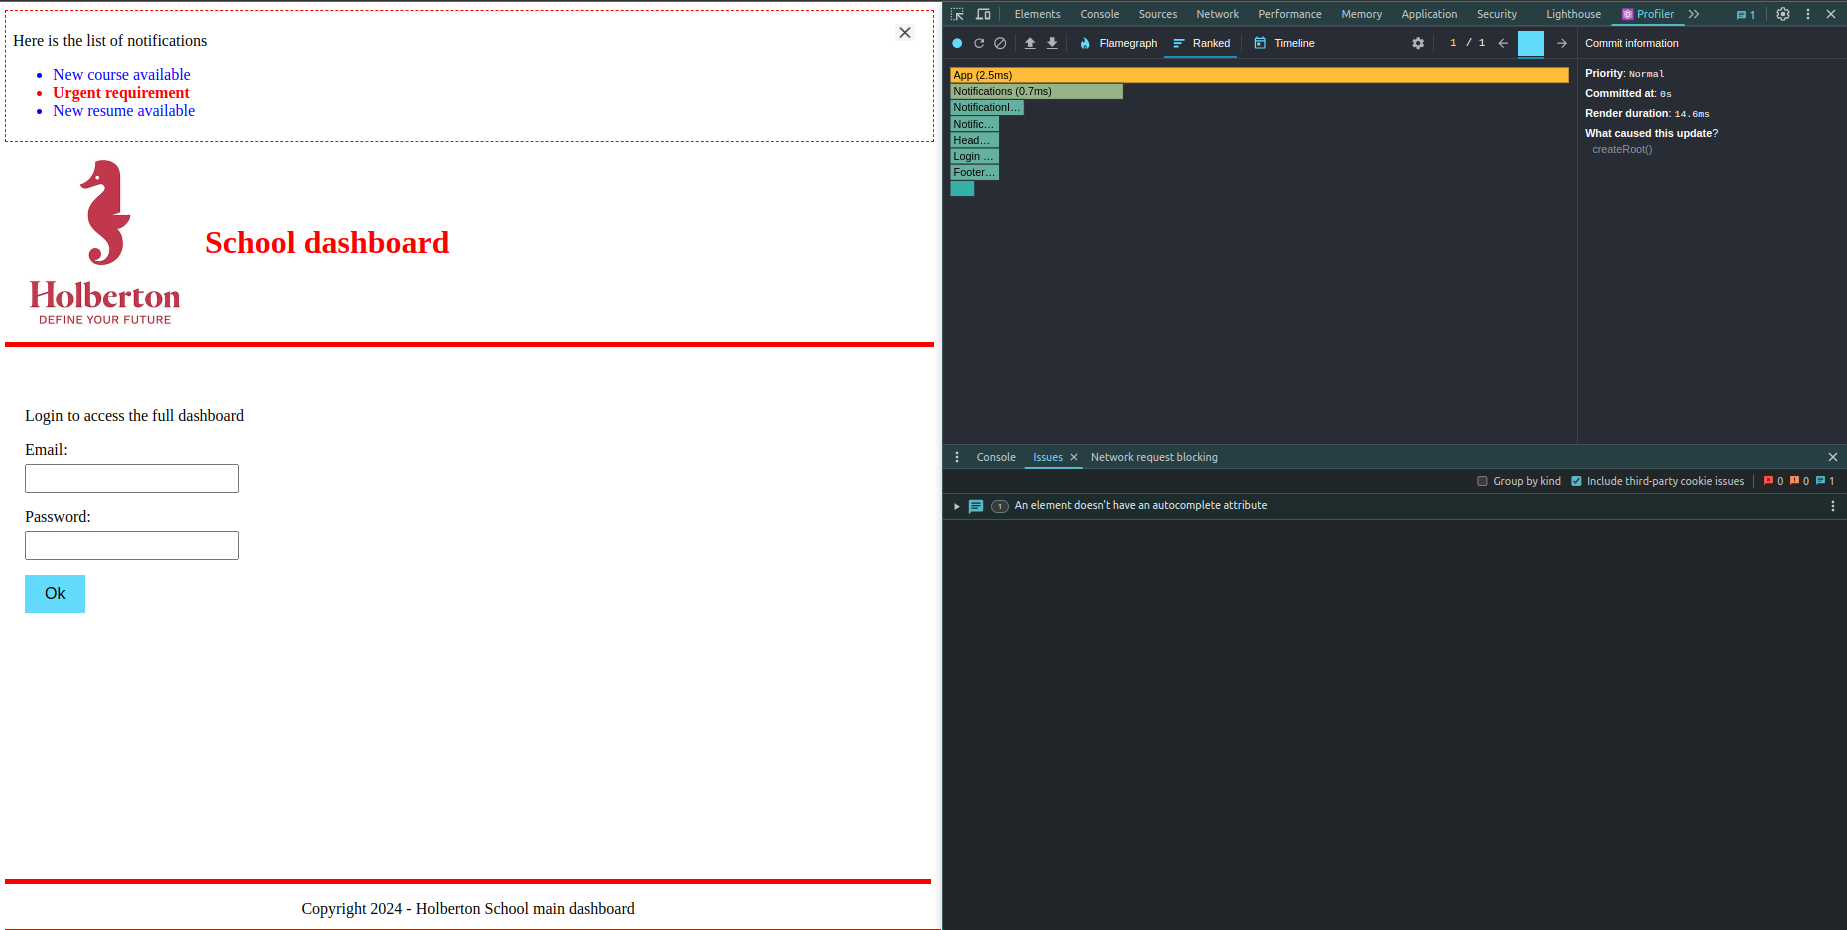 Here is the list of notifications
New course available
Urgent requirement
New resume available
Holberton
DEFINE YOUR FUTURE
School dashboard
Login to access the full dashboard
Email:
Password:
Ok
Copyright 2024 - Holberton School main dashboard
Elements Console Sources Network Performance Memory Application Security Lighthouse Profiler 1
Flamegraph Ranked Timeline 1 / 1
App (2.5ms)
Notifications (0.7ms)
NotificationI...
Notific...
Head...
Login ...
Footer...
Commit information
Priority: Normal
Committed at: 0s
Render duration: 14.6ms
What caused this update?
createRoot()
Console Issues Network request blocking
Group by kind Include third-party cookie issues 0 0 1
1 An element doesn't have an autocomplete attribute